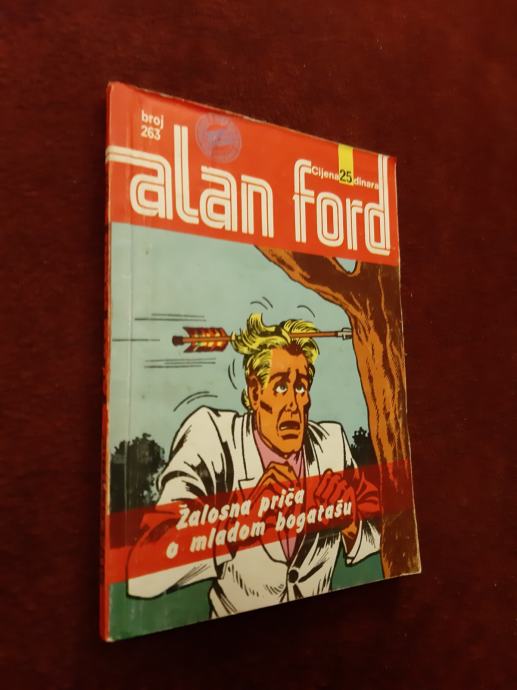 broj
263
Cijena 25 dinara
alan ford
Žalosna priča
o mladom bogatašu